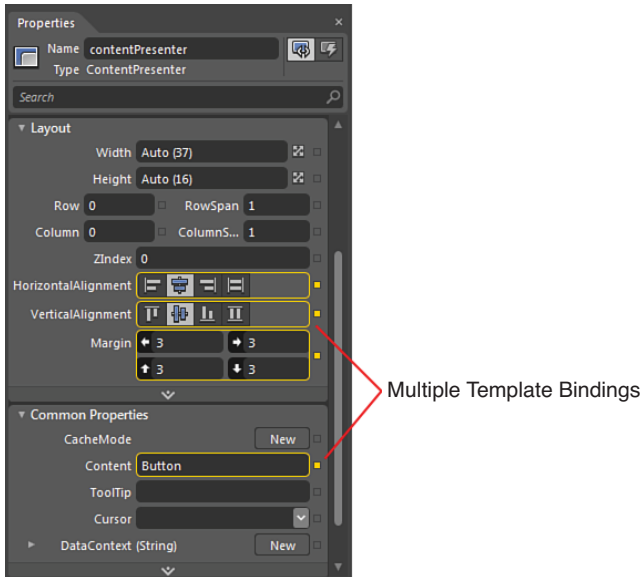 Properties ×
Name contentPresenter
Type ContentPresenter
Search
Layout
Width Auto (37)
Height Auto (16)
Row 0 RowSpan 1
Column 0 ColumnS... 1
ZIndex 0
HorizontalAlignment
VerticalAlignment
Margin 3 3
3 3
Multiple Template Bindings
Common Properties
CacheMode New
Content Button
ToolTip
Cursor
DataContext (String) New